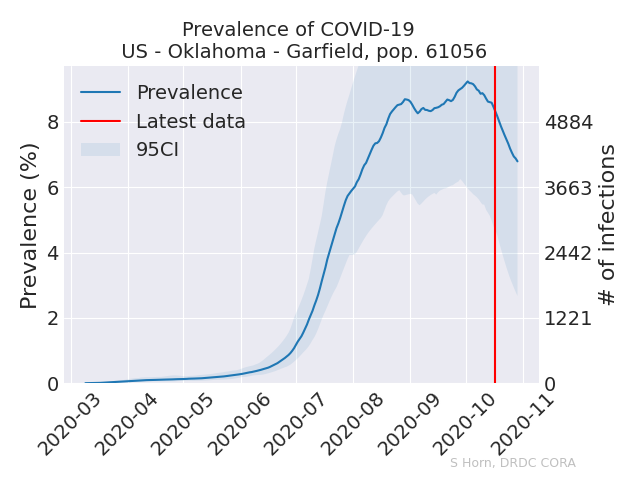 Prevalence of COVID-19
US - Oklahoma - Garfield, pop. 61056
Prevalence
Latest data
95CI
Prevalence (%)
8
6
4
2
0
4884
3663
2442
1221
0
# of infections
2020-03
2020-04
2020-05
2020-06
2020-07
2020-08
2020-09
2020-10
2020-11
S Horn, DRDC CORA